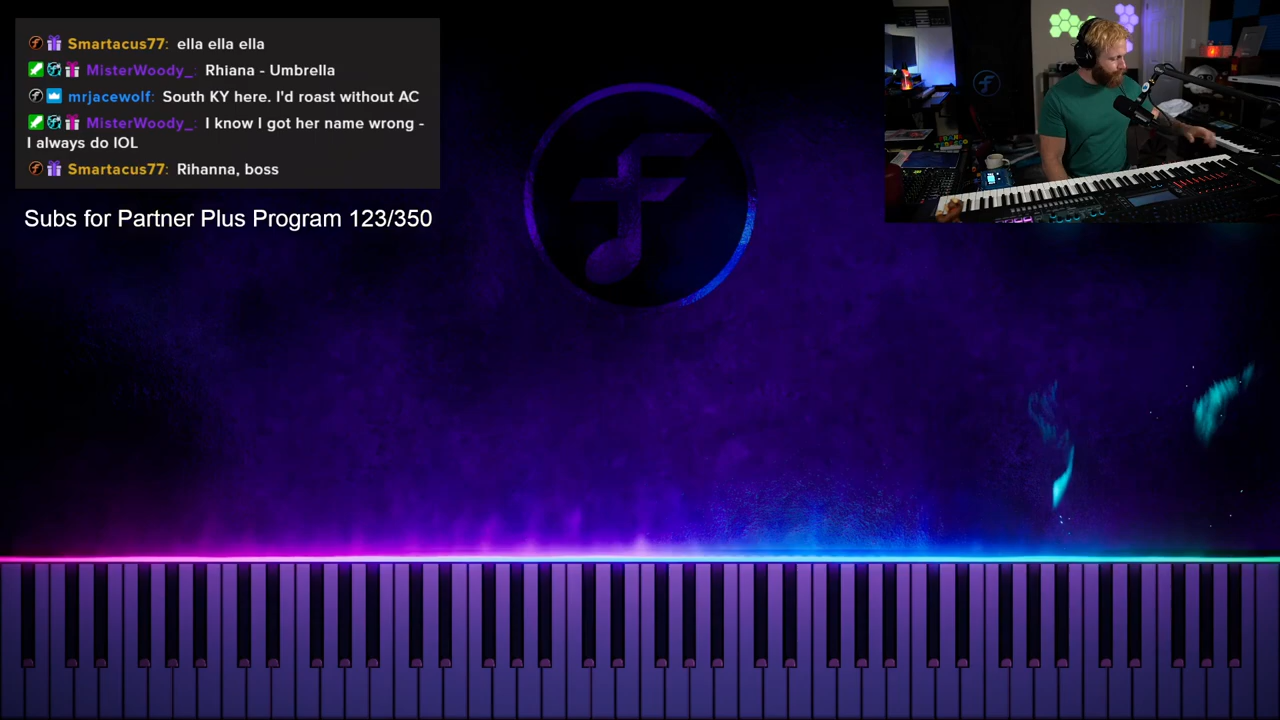 Smartacus77: ella ella ella
MisterWoody_: Rhiana - Umbrella
mrjacewolf: South KY here. I'd roast without AC
MisterWoody_: I know I got her name wrong -
I always do lOL
Smartacus77: Rihanna, boss
Subs for Partner Plus Program 123/350